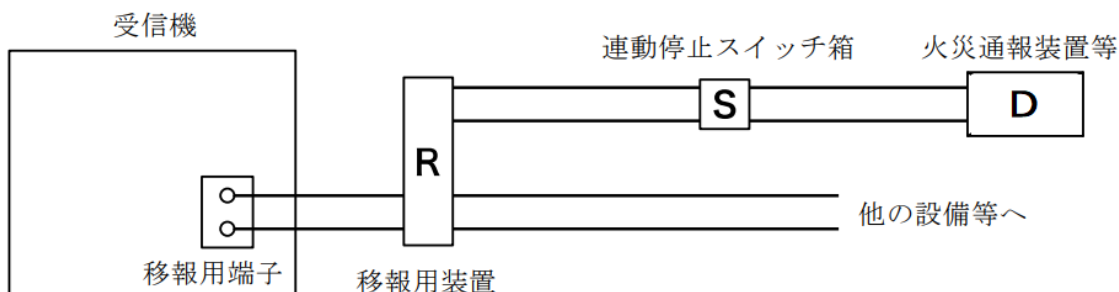 受信機
連動停止スイッチ箱
火災通報装置等
S
D
R
他の設備等へ
移報用端子
移報用装置